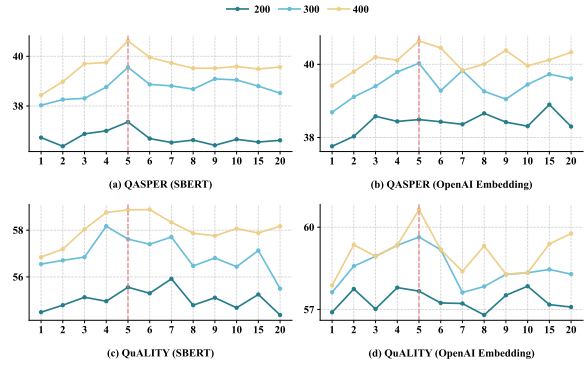 200 300 400
40
38
1 2 3 4 5 6 7 8 9 10 15 20
(a) QASPER (SBERT)
40
38
1 2 3 4 5 6 7 8 9 10 15 20
(b) QASPER (OpenAI Embedding)
58
56
1 2 3 4 5 6 7 8 9 10 15 20
(c) QuALITY (SBERT)
60
57
1 2 3 4 5 6 7 8 9 10 15 20
(d) QuALITY (OpenAI Embedding)